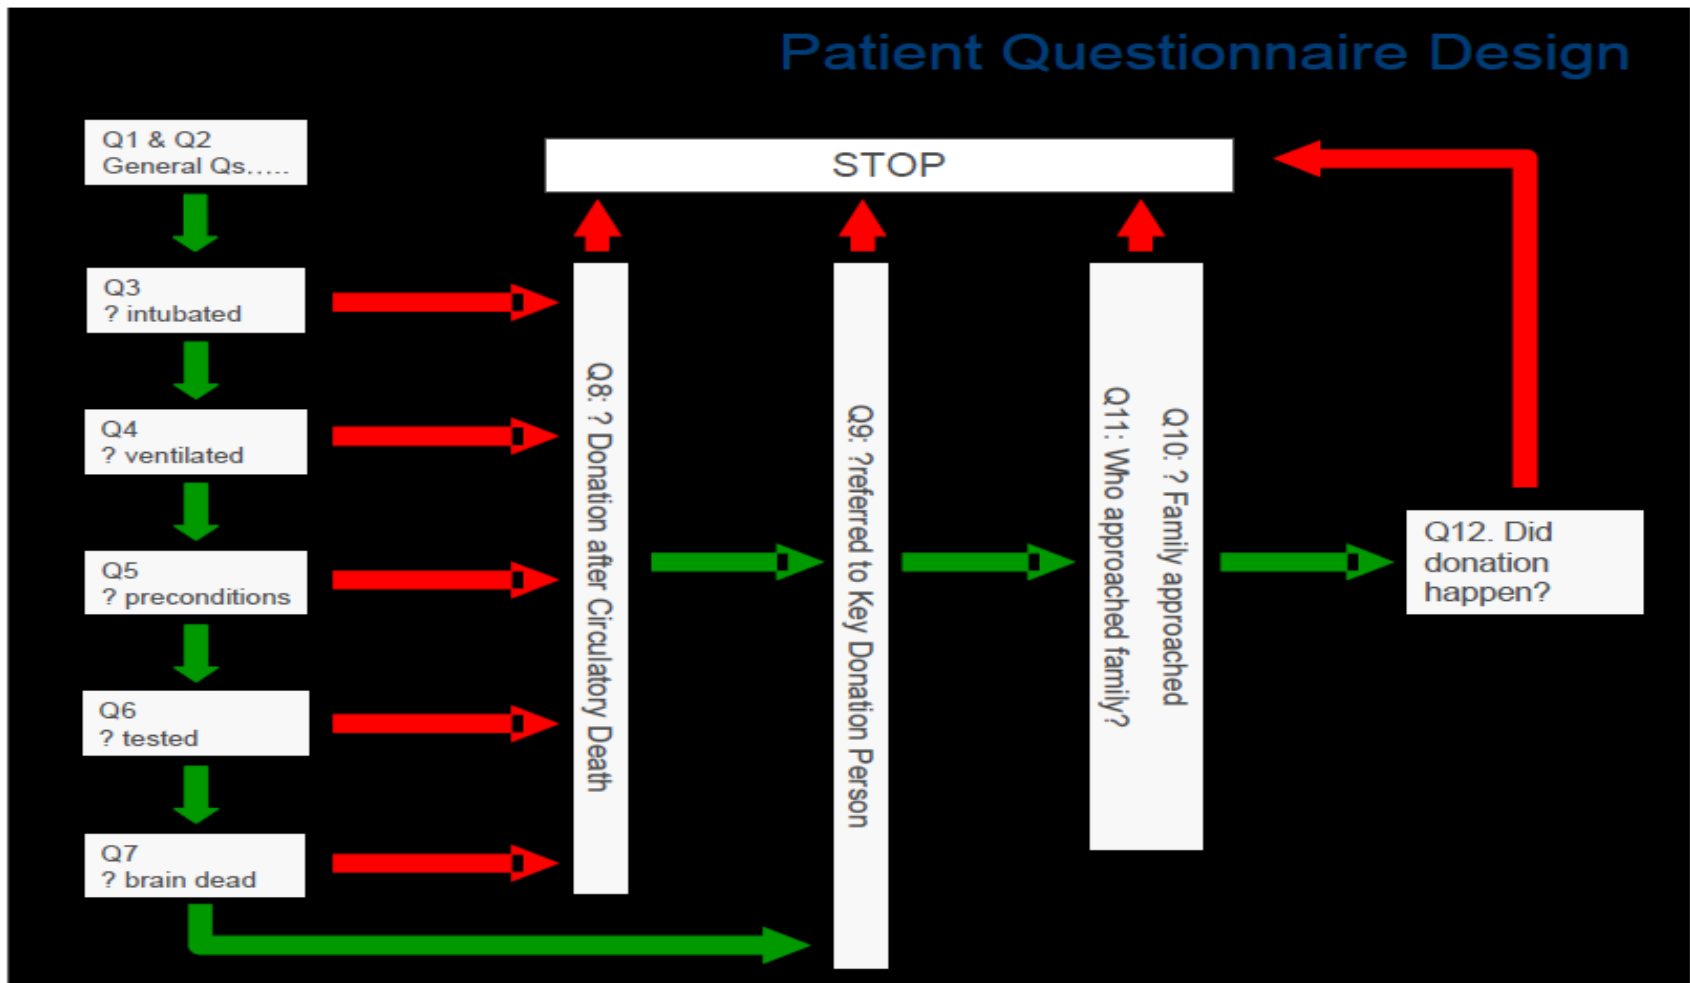 Patient Questionnaire Design
Q1 & Q2
General Qs.....
STOP
Q3
? intubated
Q4
? ventilated
Q5
? preconditions
Q6
? tested
Q7
? brain dead
Q8: ? Donation after Circulatory Death
Q9: ?referred to Key Donation Person
Q10: ? Family approached
Q11: Who approached family?
Q12. Did
donation
happen?